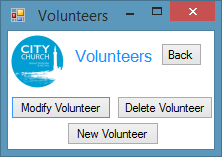 Volunteers
CITY
CHURCH
Volunteers
Back
Modify Volunteer
Delete Volunteer
New Volunteer